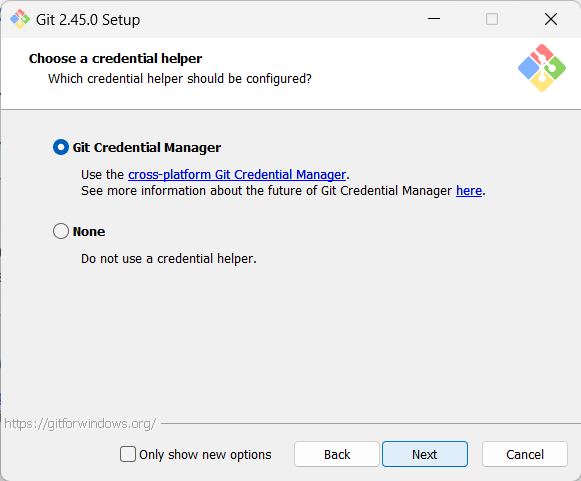 Git 2.45.0 Setup
Choose a credential helper
Which credential helper should be configured?
Git Credential Manager
Use the cross-platform Git Credential Manager.
See more information about the future of Git Credential Manager here.
None
Do not use a credential helper.
https://gitforwindows.org/
Only show new options Back Next Cancel